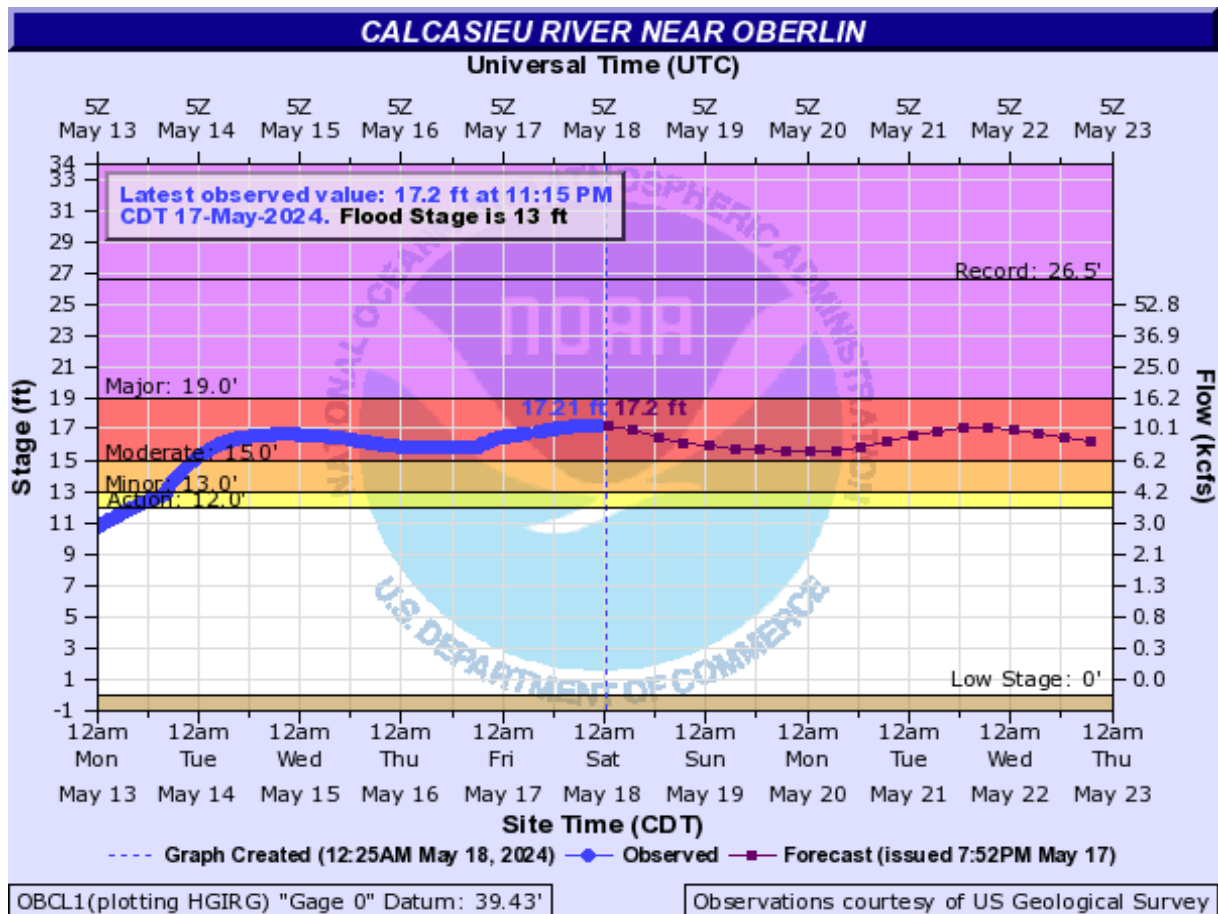 CALCASIEU RIVER NEAR OBERLIN
Universal Time (UTC)
5Z 5Z 5Z 5Z 5Z 5Z 5Z 5Z 5Z 5Z 5Z
May 13 May 14 May 15 May 16 May 17 May 18 May 19 May 20 May 21 May 22 May 23
Latest observed value: 17.2 ft at 11:15 PM
CDT 17-May-2024. Flood Stage is 13 ft
Stage (ft)
34
33
31
29
27
25
23
21
19
17
15
13
11
9
7
5
3
1
-1
Record: 26.5'
Major: 19.0'
17.21 ft 17.2 ft
Moderate: 15.0'
Minor: 13.0'
Action: 12.0'
Low Stage: 0'
NATIONAL OCEANIC AND ATMOSPHERIC ADMINISTRATION
NOAA
U.S. DEPARTMENT OF COMMERCE
52.8
36.9
25.0
16.2
10.1
6.2
4.2
3.0
2.1
1.3
0.8
0.3
0.0
Flow (kcfs)
12am 12am 12am 12am 12am 12am 12am 12am 12am 12am 12am
Mon Tue Wed Thu Fri Sat Sun Mon Tue Wed Thu
May 13 May 14 May 15 May 16 May 17 May 18 May 19 May 20 May 21 May 22 May 23
Site Time (CDT)
Graph Created (12:25AM May 18, 2024) Observed Forecast (issued 7:52PM May 17)
OBCL1(plotting HGIRG) "Gage 0" Datum: 39.43'
Observations courtesy of US Geological Survey